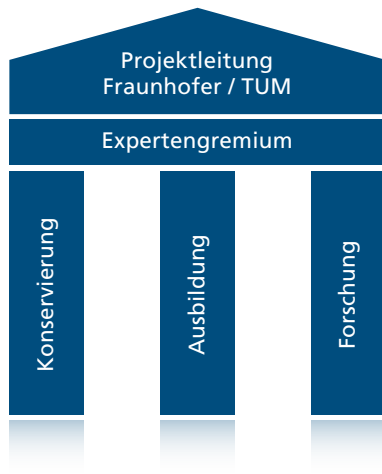 Projektleitung
Fraunhofer / TUM
Expertengremium
Konservierung
Ausbildung
Forschung